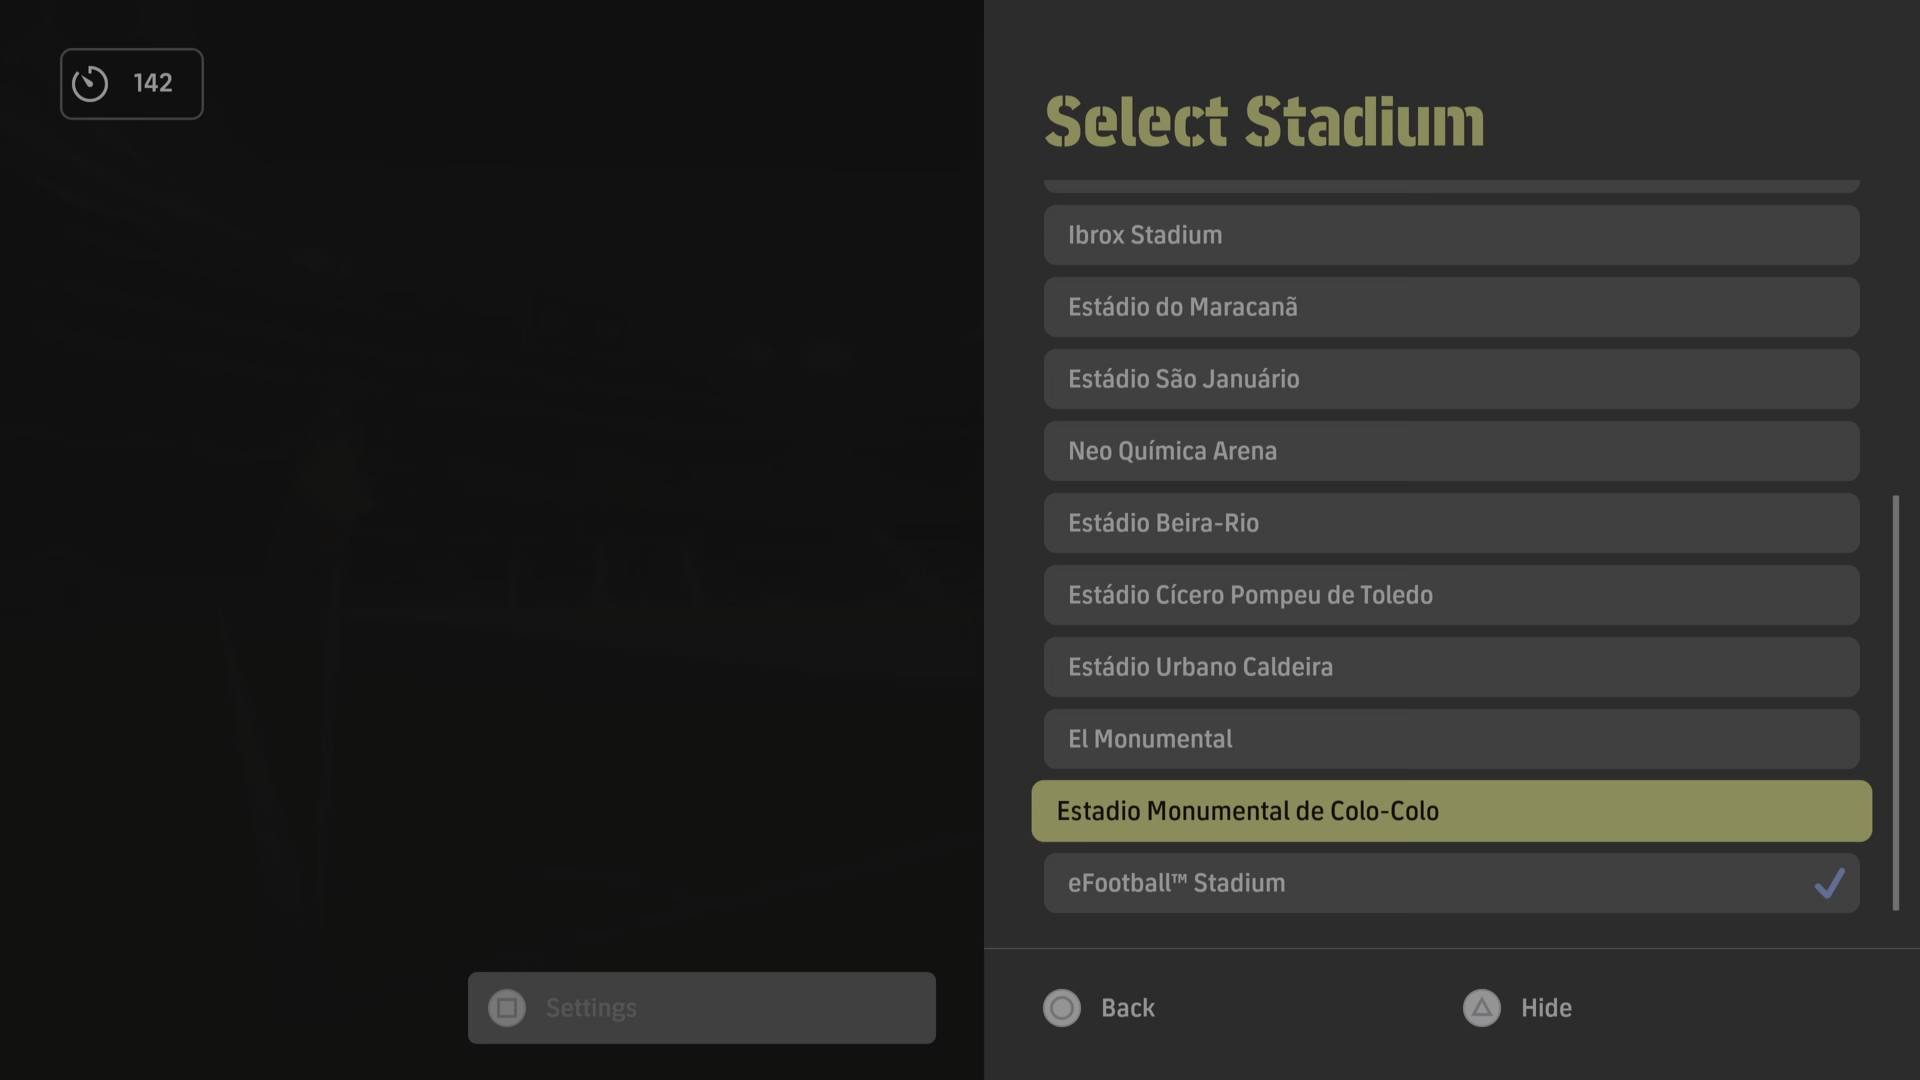 142
Select Stadium
Ibrox Stadium
Estádio do Maracanã
Estádio São Januário
Neo Química Arena
Estádio Beira-Rio
Estádio Cícero Pompeu de Toledo
Estádio Urbano Caldeira
El Monumental
Estadio Monumental de Colo-Colo
eFootball™ Stadium
Settings
Back
Hide